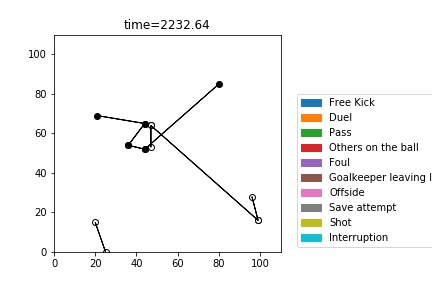 time=2232.64
100
80
60
40
20
0
0 20 40 60 80 100
Free Kick
Duel
Pass
Others on the ball
Foul
Goalkeeper leaving l
Offside
Save attempt
Shot
Interruption